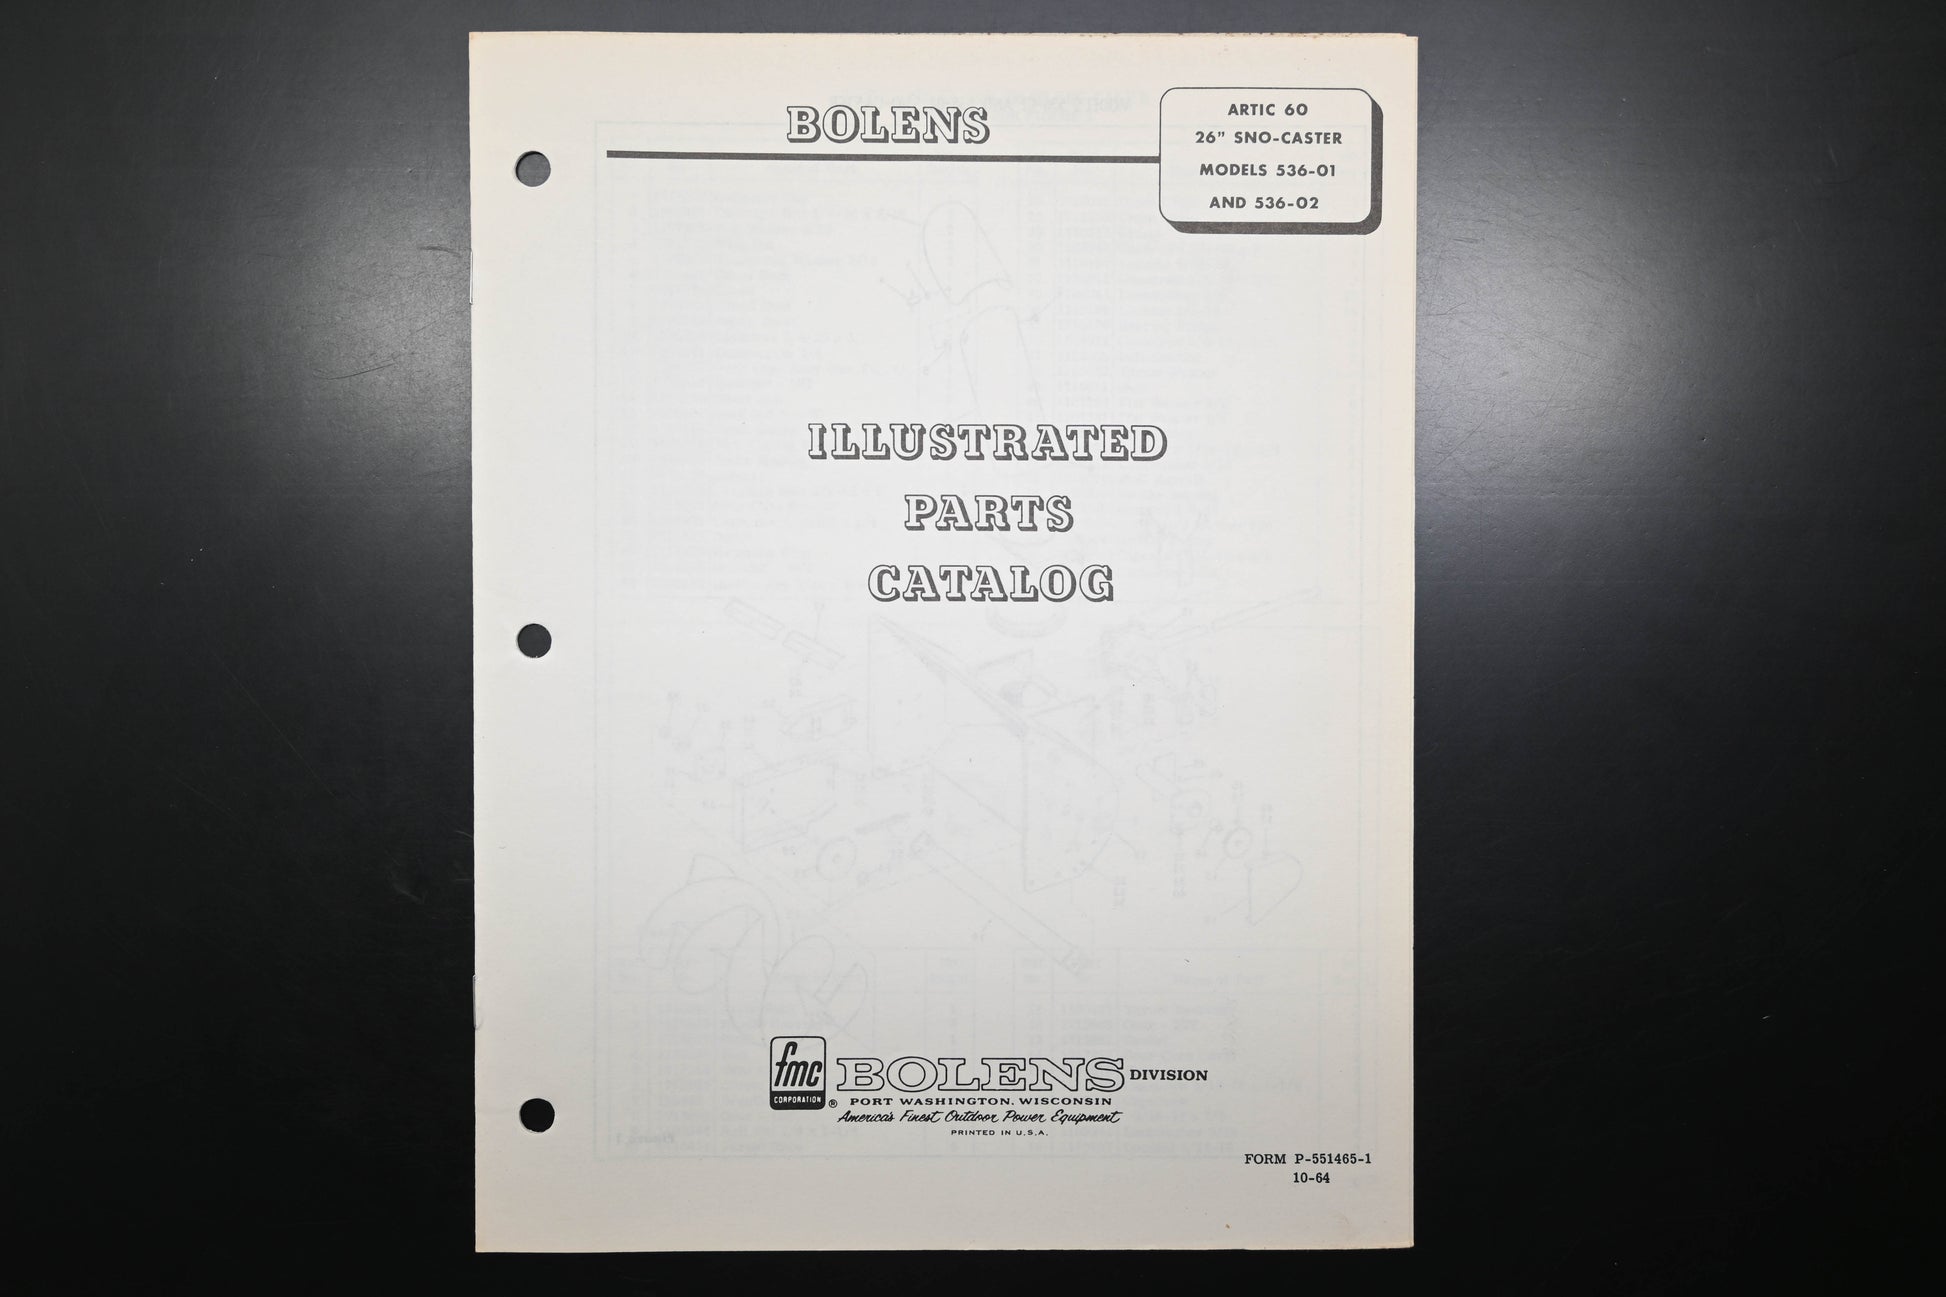 BOLENS
ARTIC 60
26" SNO-CASTER
MODELS 536-01
AND 536-02
ILLUSTRATED
PARTS
CATALOG
fmc
CORPORATION ®
BOLENS DIVISION
PORT WASHINGTON, WISCONSIN
America's Finest Outdoor Power Equipment
PRINTED IN U.S.A.
FORM P-551465-1
10-64